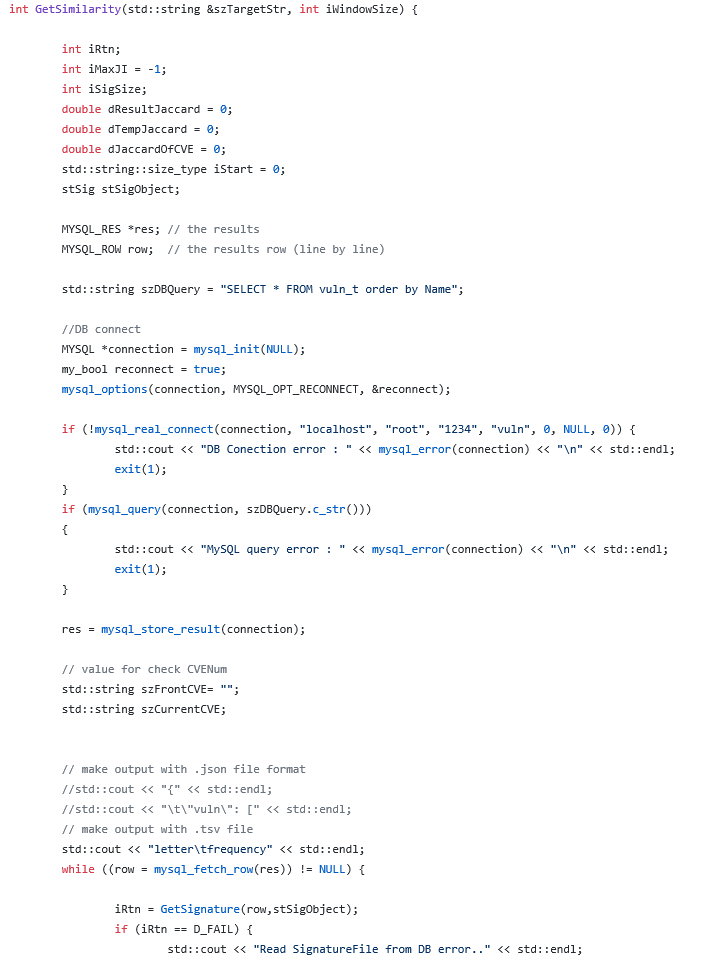 int GetSimilarity(std::string &szTargetStr, int iWindowSize) {
int iRtn;
int iMaxJI = -1;
int iSigSize;
double dResultJaccard = 0;
double dTempJaccard = 0;
double dJaccardOfCVE = 0;
std::string::size_type iStart = 0;
stSig stSigObject;
MYSQL_RES *res; // the results
MYSQL_ROW row;  // the results row (line by line)
std::string szDBQuery = "SELECT * FROM vuln_t order by Name";
//DB connect
MYSQL *connection = mysql_init(NULL);
my_bool reconnect = true;
mysql_options(connection, MYSQL_OPT_RECONNECT, &reconnect);
if (!mysql_real_connect(connection, "localhost", "root", "1234", "vuln", 0, NULL, 0)) {
std::cout << "DB Conection error : " << mysql_error(connection) << "\n" << std::endl;
exit(1);
}
if (mysql_query(connection, szDBQuery.c_str()))
{
std::cout << "MySQL query error : " << mysql_error(connection) << "\n" << std::endl;
exit(1);
}
res = mysql_store_result(connection);
// value for check CVENum
std::string szFrontCVE= "";
std::string szCurrentCVE;
// make output with .json file format
//std::cout << "{" << std::endl;
//std::cout << "\t\"vuln\": [" << std::endl;
// make output with .tsv file
std::cout << "letter\tfrequency" << std::endl;
while ((row = mysql_fetch_row(res)) != NULL) {
iRtn = GetSignature(row,stSigObject);
if (iRtn == D_FAIL) {
std::cout << "Read SignatureFile from DB error.." << std::endl;